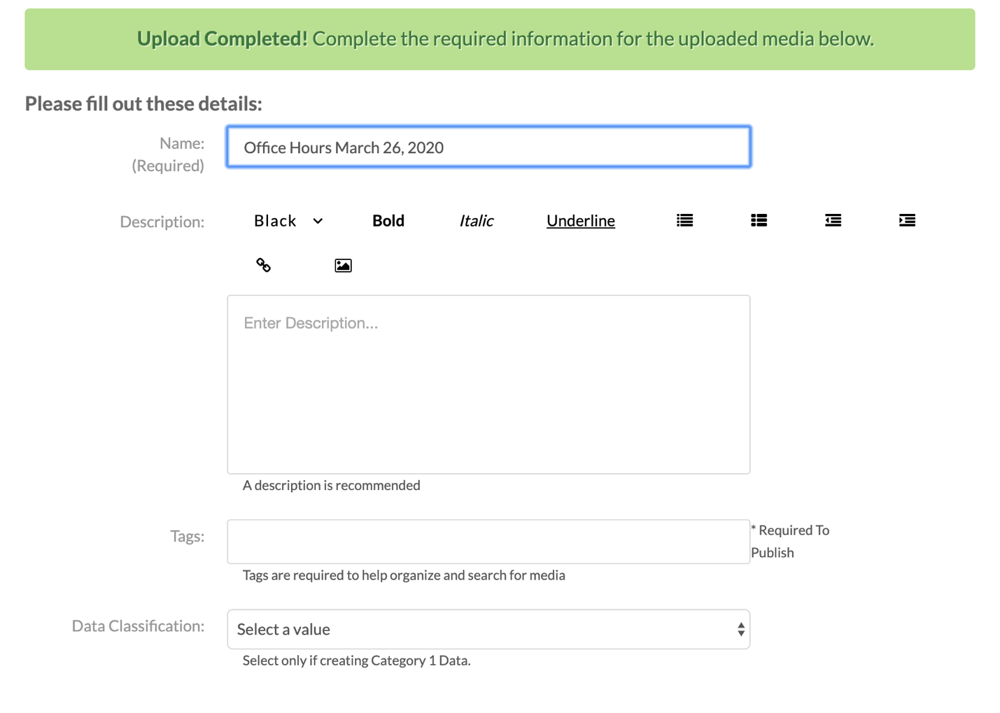 Upload Completed! Complete the required information for the uploaded media below.
Please fill out these details:
Name:
(Required)
Office Hours March 26, 2020
Description:
Black Bold Italic Underline
Enter Description...
A description is recommended
Tags:
* Required To
Publish
Tags are required to help organize and search for media
Data Classification:
Select a value
Select only if creating Category 1 Data.